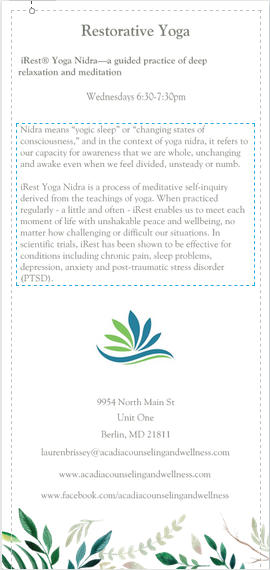 Restorative Yoga
iRest® Yoga Nidra—a guided practice of deep
relaxation and meditation
Wednesdays 6:30-7:30pm
Nidra means “yogic sleep” or “changing states of
consciousness,” and in the context of yoga nidra, it refers to
our capacity for awareness that we are whole, unchanging
and awake even when we feel divided, unsteady or numb.
iRest Yoga Nidra is a process of meditative self-inquiry
derived from the teachings of yoga. When practiced
regularly - a little and often - iRest enables us to meet each
moment of life with unshakable peace and wellbeing, no
matter how challenging or difficult our situations. In
scientific trials, iRest has been shown to be effective for
conditions including chronic pain, sleep problems,
depression, anxiety and post-traumatic stress disorder
(PTSD).
9954 North Main St
Unit One
Berlin, MD 21811
laurenbrissey@acadiacounselingandwellness.com
www.acadiacounselingandwellness.com
www.facebook.com/acadiacounselingandwellness